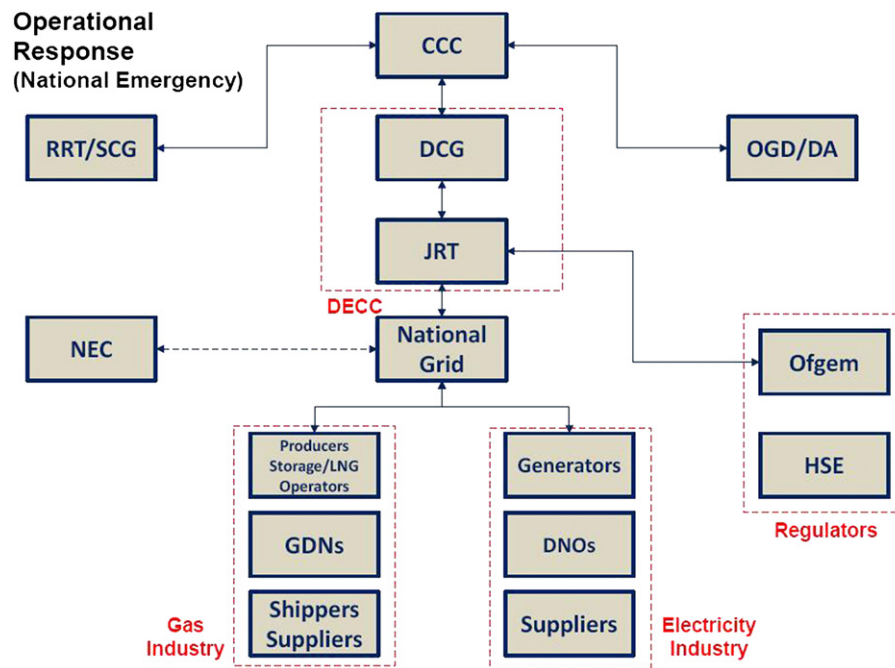 Operational
Response
(National Emergency)
CCC
RRT/SCG
DCG
OGD/DA
JRT
DECC
NEC
National
Grid
Ofgem
Producers
Storage/LNG
Operators
Generators
HSE
Regulators
GDNs
DNOs
Gas
Industry
Shippers
Suppliers
Suppliers
Electricity
Industry